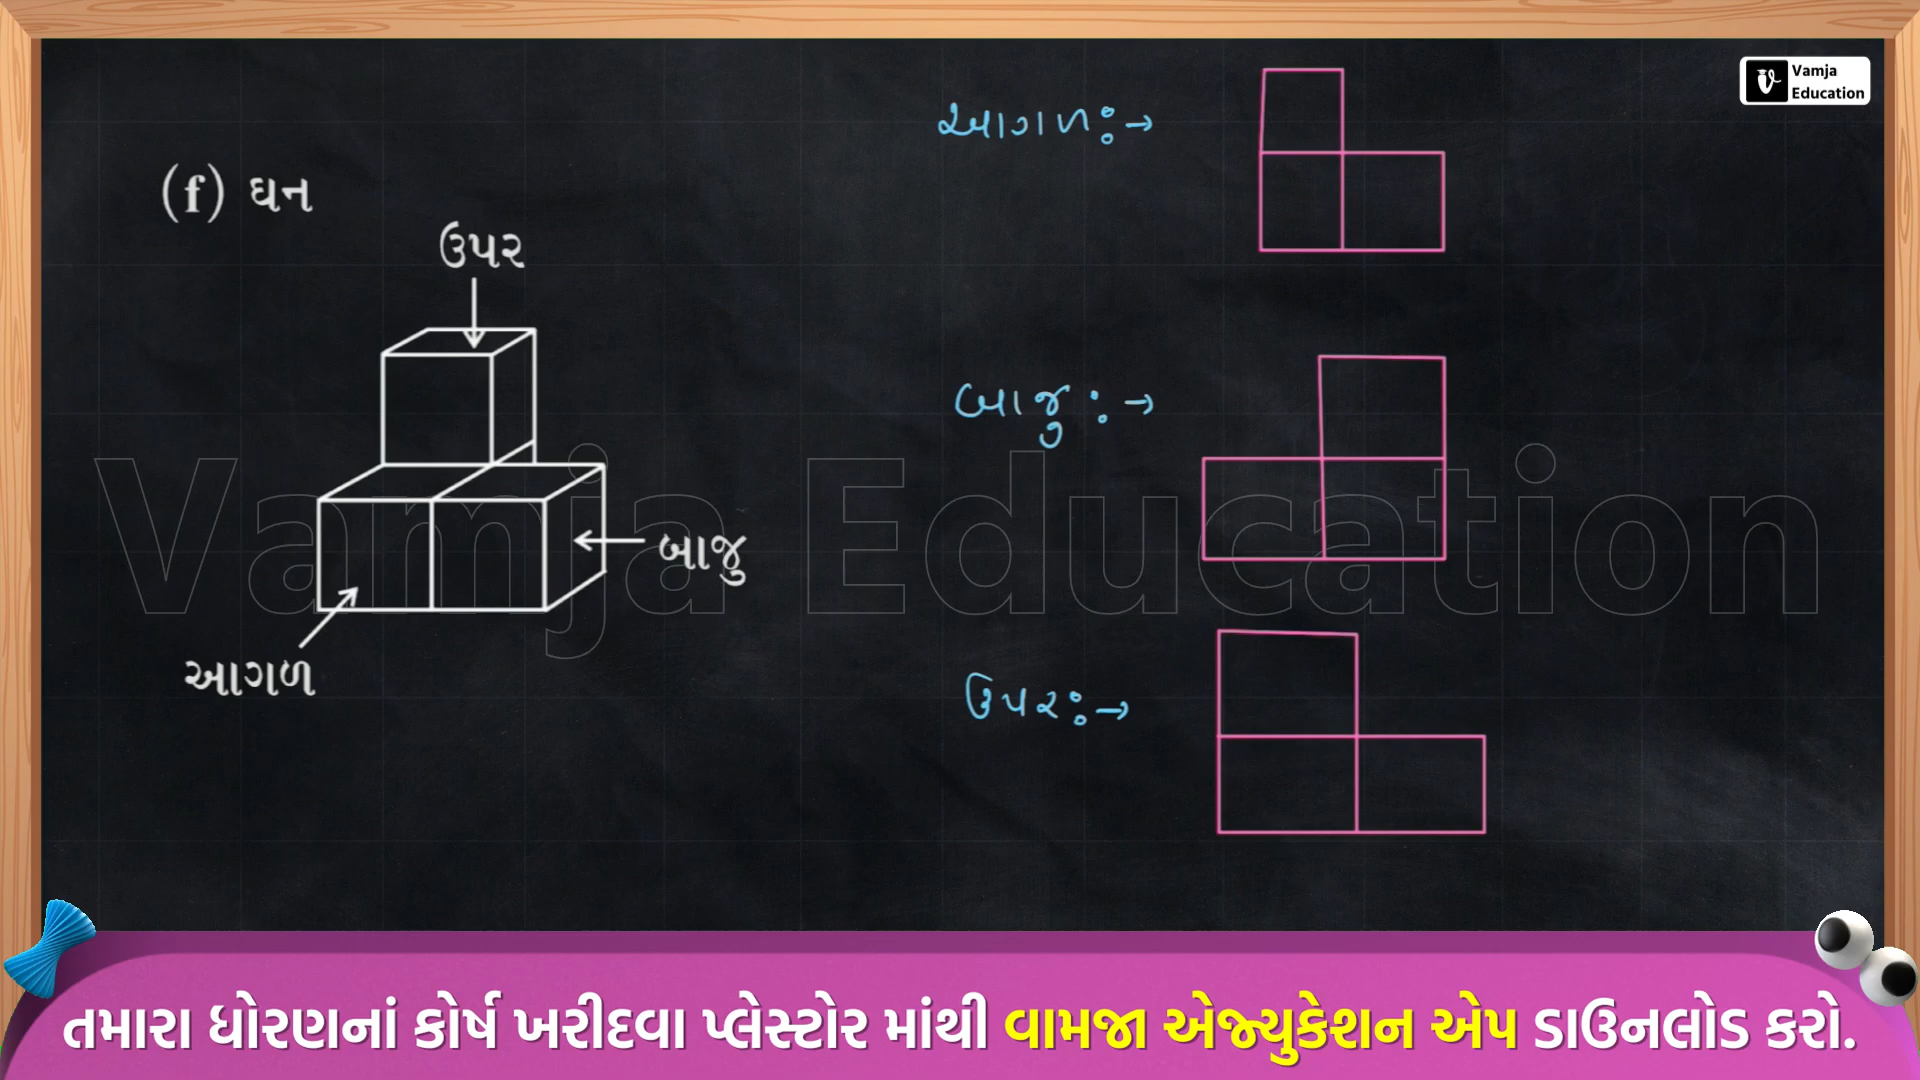 Vamja
Education
(f) ઘન
ઉપર
બાજુ
આગળ
આગળ :→
બાજુ :→
ઉપર :→
Vamja Education
તમારા ધોરણનાં કોર્ષ ખરીદવા પ્લેસ્ટોર માંથી વામજા એજ્યુકેશન એપ ડાઉનલોડ કરો.